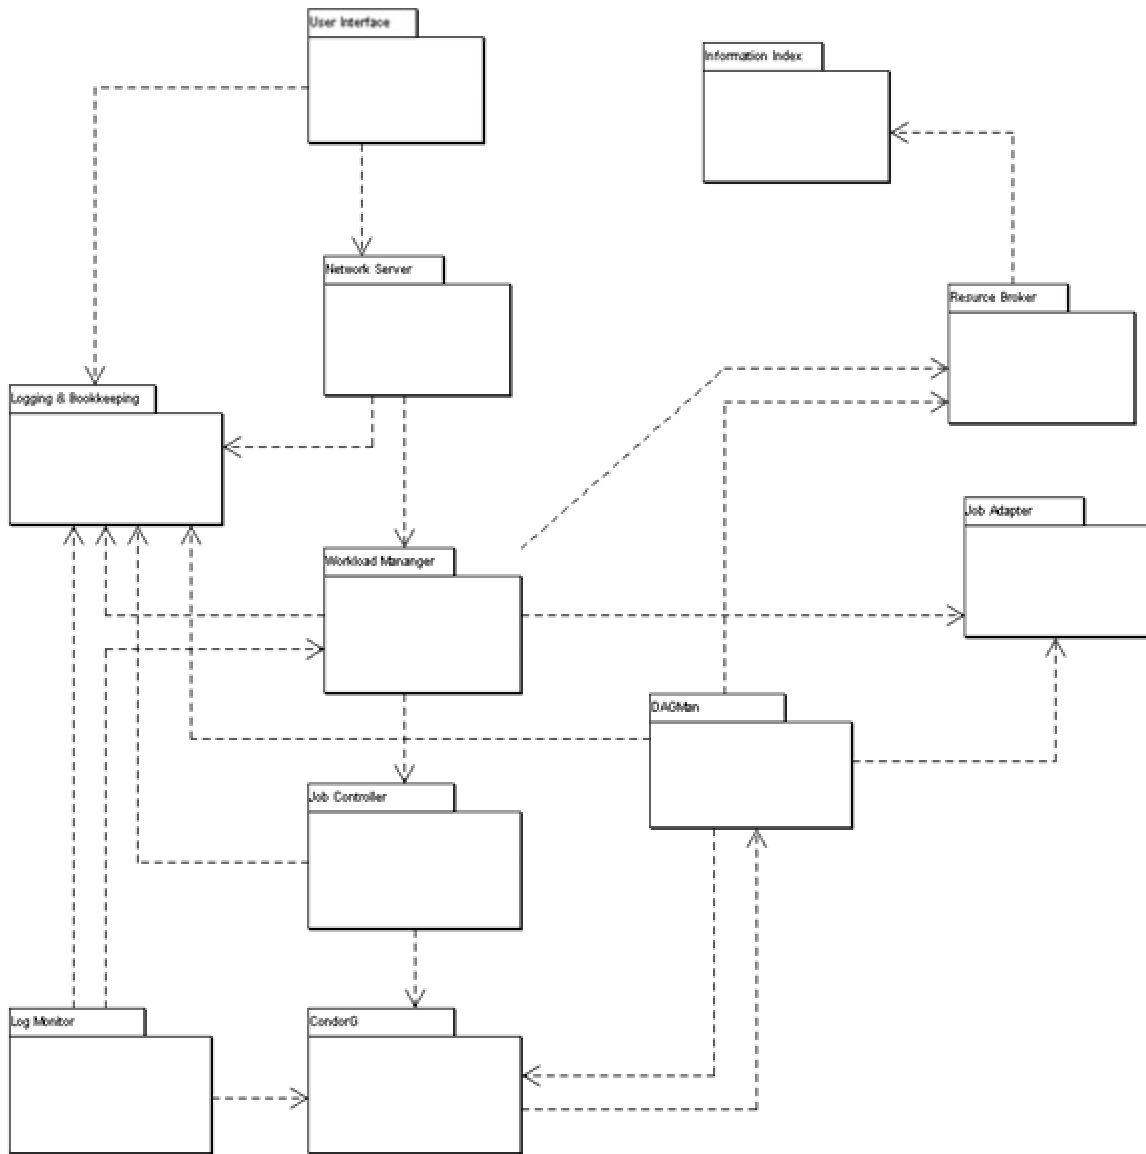 User Interface
Information Index
Network Server
Resurce Broker
Logging & Bookkeeping
Job Adapter
Workload Mananger
DAGMan
Job Controller
Log Monitor
CondorG